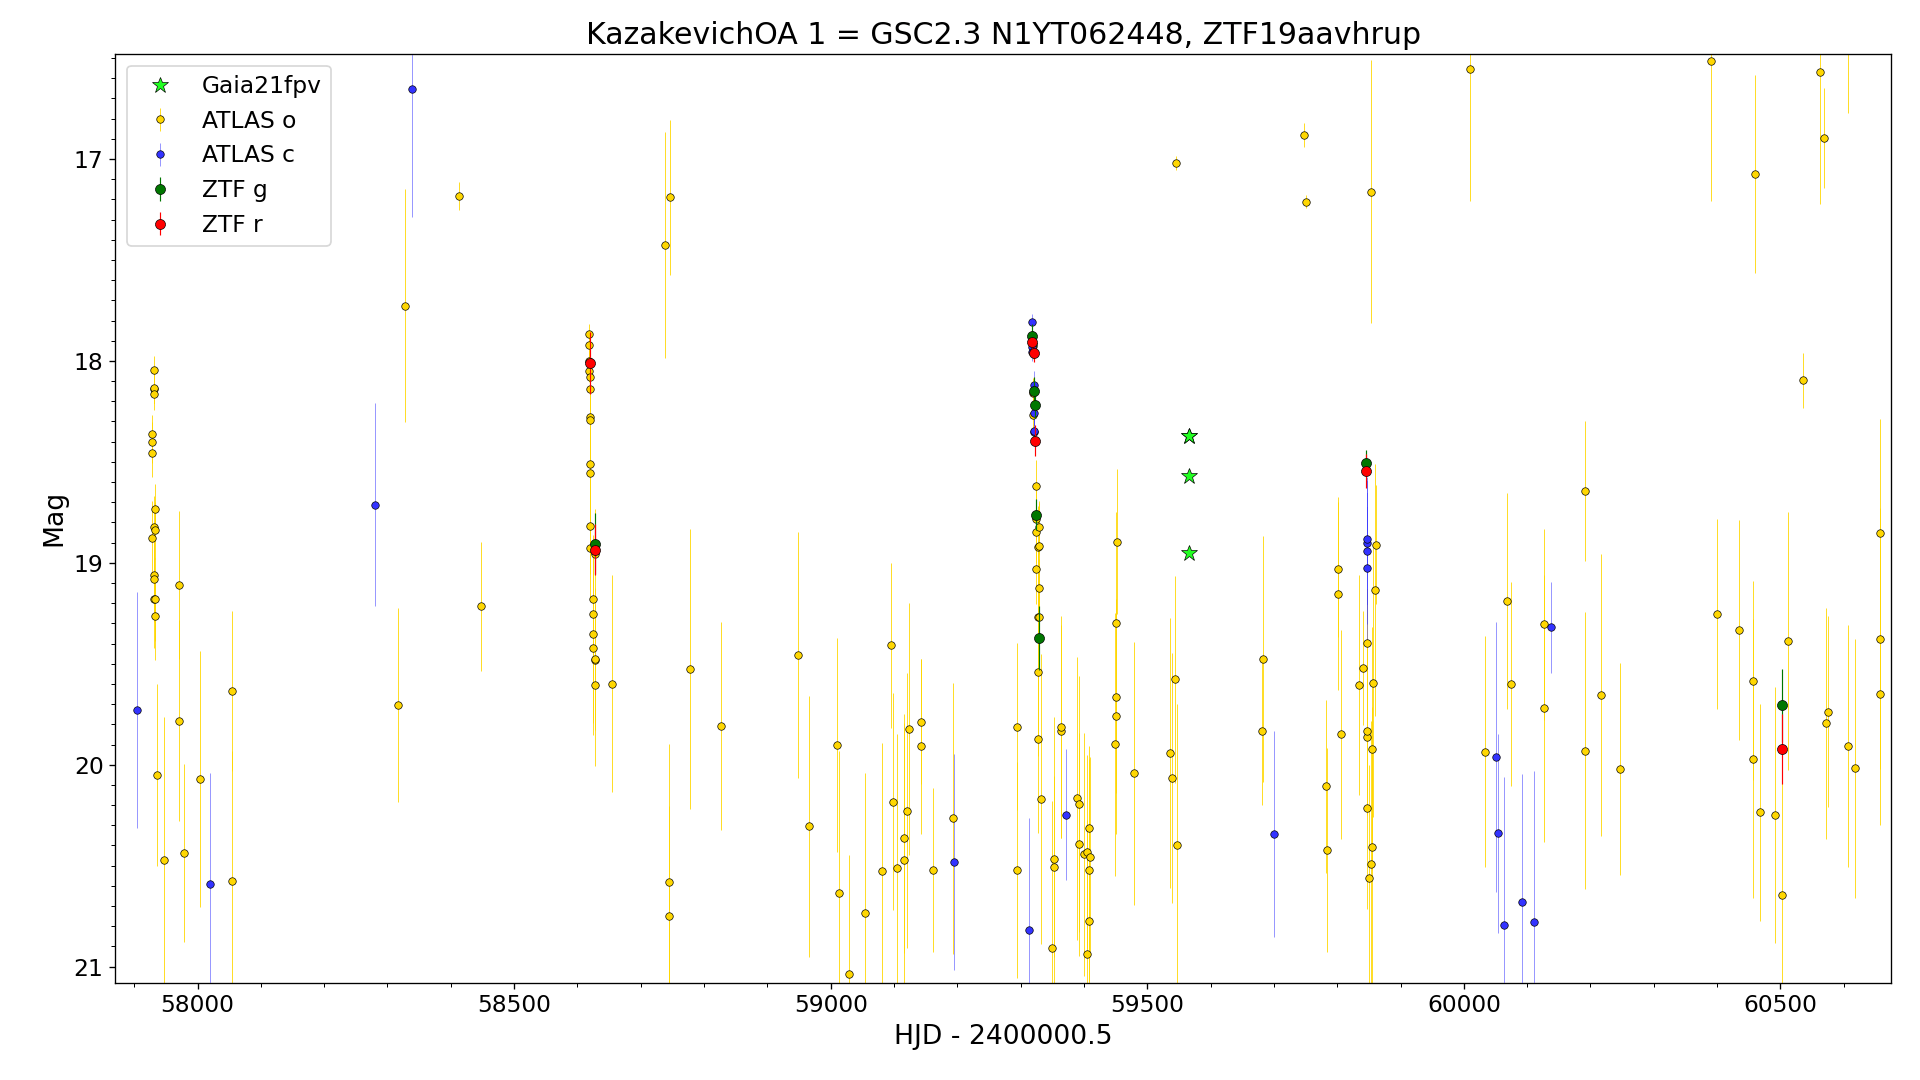 KazakevichOA 1 = GSC2.3 N1YT062448, ZTF19aavhrup
Gaia21fpv
ATLAS o
ATLAS c
ZTF g
ZTF r
Mag
17
18
19
20
21
58000
58500
59000
59500
60000
60500
HJD - 2400000.5